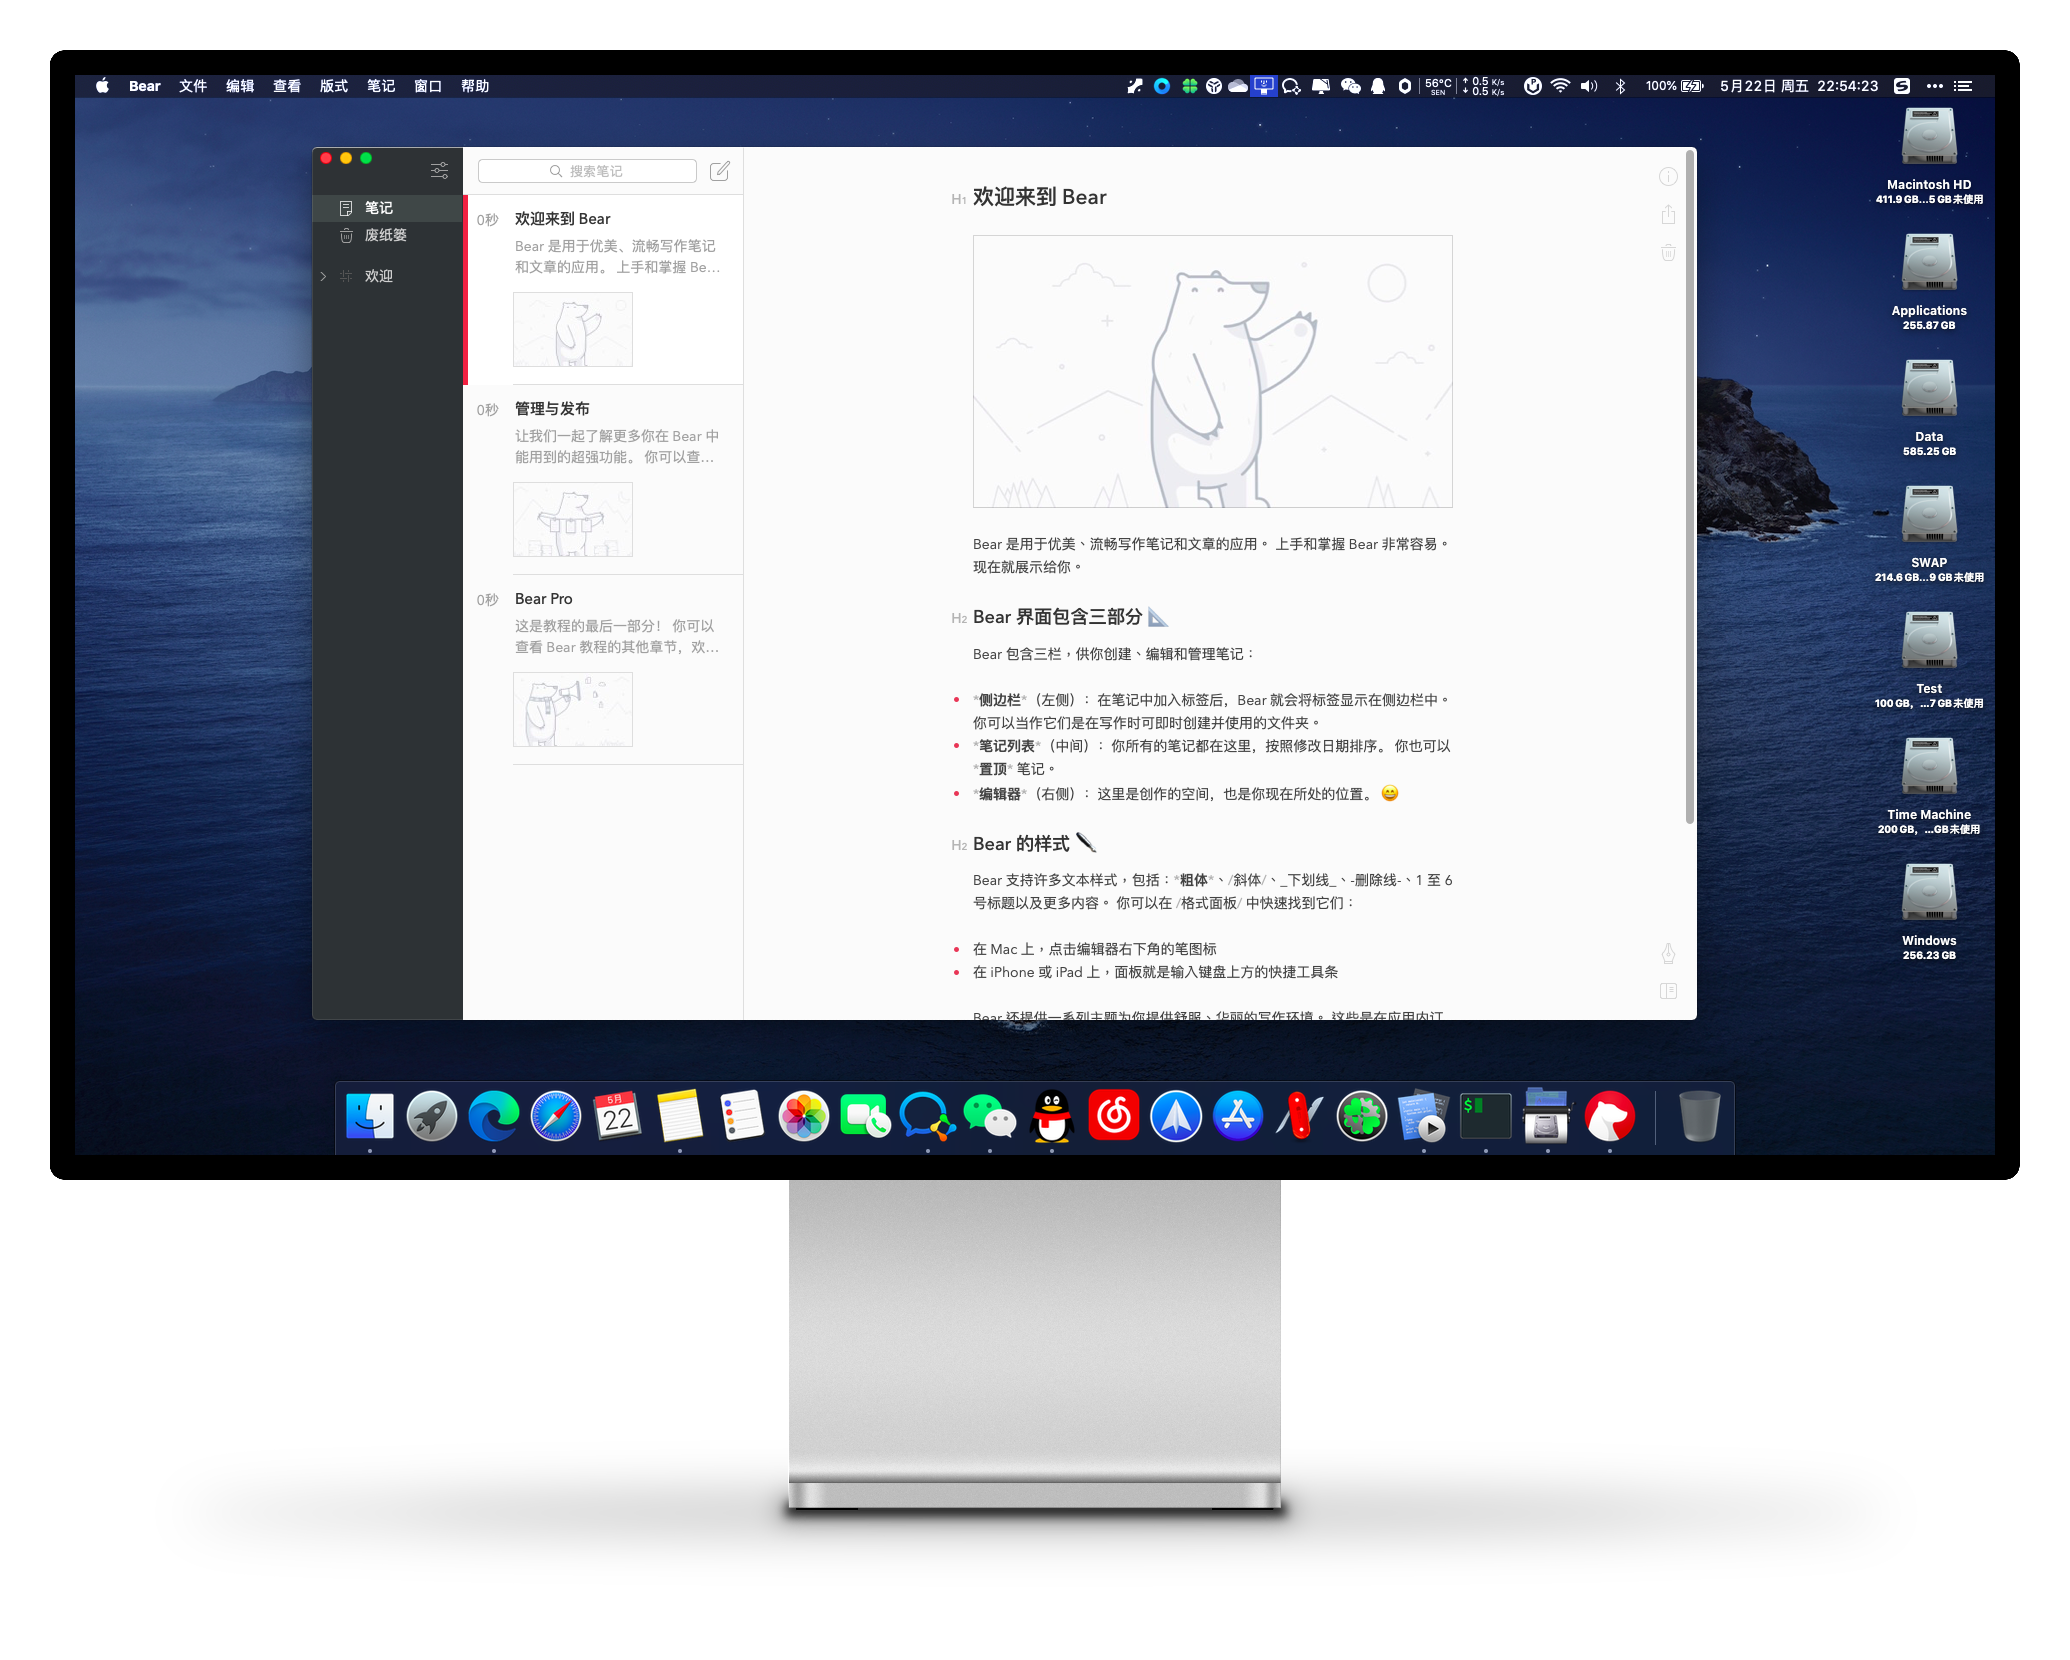 Bear 文件 编辑 查看 版式 笔记 窗口 帮助
56°C
SEN
0.5 K/s
0.5 K/s
100%
5月22日 周五 22:54:23
Macintosh HD
411.9 GB...5 GB未使用
Applications
255.87 GB
Data
585.25 GB
SWAP
214.6 GB...9 GB未使用
Test
100 GB，...7 GB未使用
Time Machine
200 GB，...GB未使用
Windows
256.23 GB
笔记
废纸篓
欢迎
搜索笔记
0秒 欢迎来到 Bear
Bear 是用于优美、流畅写作笔记
和文章的应用。 上手和掌握 Be...
0秒 管理与发布
让我们一起了解更多你在 Bear 中
能用到的超强功能。 你可以查...
0秒 Bear Pro
这是教程的最后一部分！ 你可以
查看 Bear 教程的其他章节，欢...
H1 欢迎来到 Bear
Bear 是用于优美、流畅写作笔记和文章的应用。 上手和掌握 Bear 非常容易。
现在就展示给你。
H2 Bear 界面包含三部分 📐
Bear 包含三栏，供你创建、编辑和管理笔记：
• *侧边栏*（左侧）： 在笔记中加入标签后，Bear 就会将标签显示在侧边栏中。
你可以当作它们是在写作时可即时创建并使用的文件夹。
• *笔记列表*（中间）： 你所有的笔记都在这里，按照修改日期排序。 你也可以
*置顶* 笔记。
• *编辑器*（右侧）： 这里是创作的空间，也是你现在所处的位置。 😄
H2 Bear 的样式
Bear 支持许多文本样式，包括：*粗体*、/斜体/、_下划线_、-删除线-、1 至 6
号标题以及更多内容。 你可以在 /格式面板/ 中快速找到它们：
• 在 Mac 上，点击编辑器右下角的笔图标
• 在 iPhone 或 iPad 上，面板就是输入键盘上方的快捷工具条
Bear 还提供一系列主题为你提供舒服、华丽的写作环境。 这些是在应用内订
5月
22
$